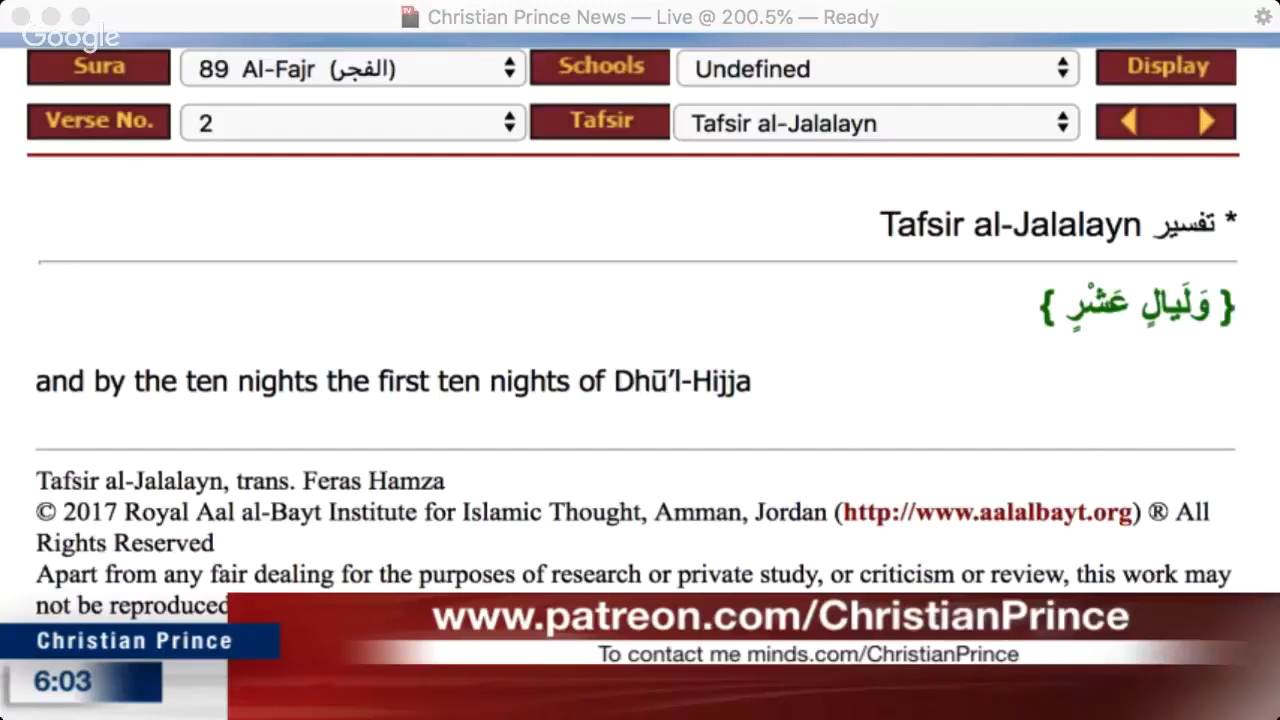 Christian Prince News — Live @ 200.5% — Ready
Google
Sura 89 Al-Fajr (الفجر) Schools Undefined Display
Verse No. 2 Tafsir Tafsir al-Jalalayn
* تفسير Tafsir al-Jalalayn
{ وَلَيالٍ عَشْرٍ }
and by the ten nights the first ten nights of Dhū’l-Hijja
Tafsir al-Jalalayn, trans. Feras Hamza
© 2017 Royal Aal al-Bayt Institute for Islamic Thought, Amman, Jordan (http://www.aalalbayt.org) ® All
Rights Reserved
Apart from any fair dealing for the purposes of research or private study, or criticism or review, this work may
not be reproduced
www.patreon.com/ChristianPrince
Christian Prince
To contact me minds.com/ChristianPrince
6:03